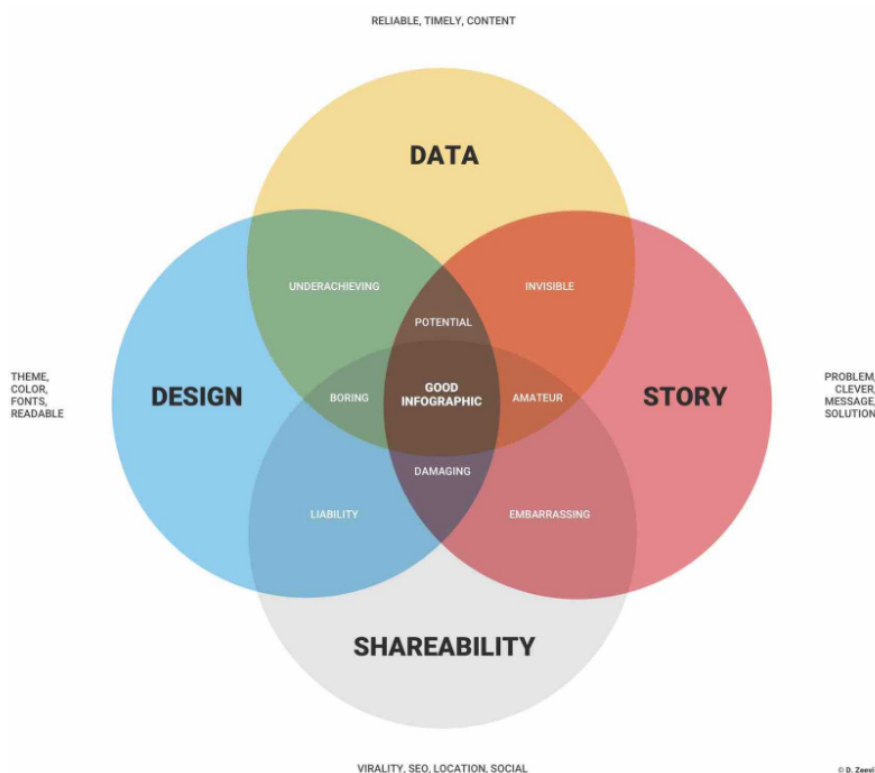 RELIABLE, TIMELY, CONTENT
DATA
UNDERACHIEVING
INVISIBLE
POTENTIAL
THEME,
COLOR,
FONTS,
READABLE
DESIGN
BORING
GOOD
INFOGRAPHIC
AMATEUR
STORY
PROBLEM,
CLEVER,
MESSAGE,
SOLUTION
DAMAGING
LIABILITY
EMBARRASSING
SHAREABILITY
VIRALITY, SEO, LOCATION, SOCIAL
© D. Zeevi